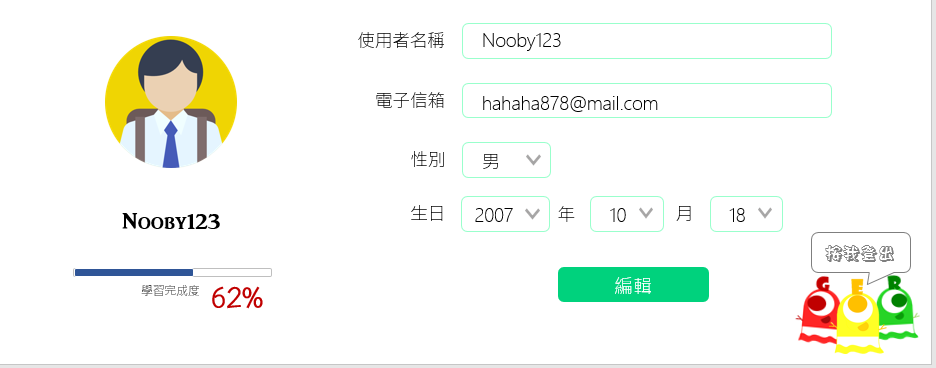 使用者名稱 Nooby123
電子信箱 hahaha878@mail.com
性別 男
Nooby123
生日 2007 年 10 月 18
學習完成度 62%
編輯
按我登出
G E B